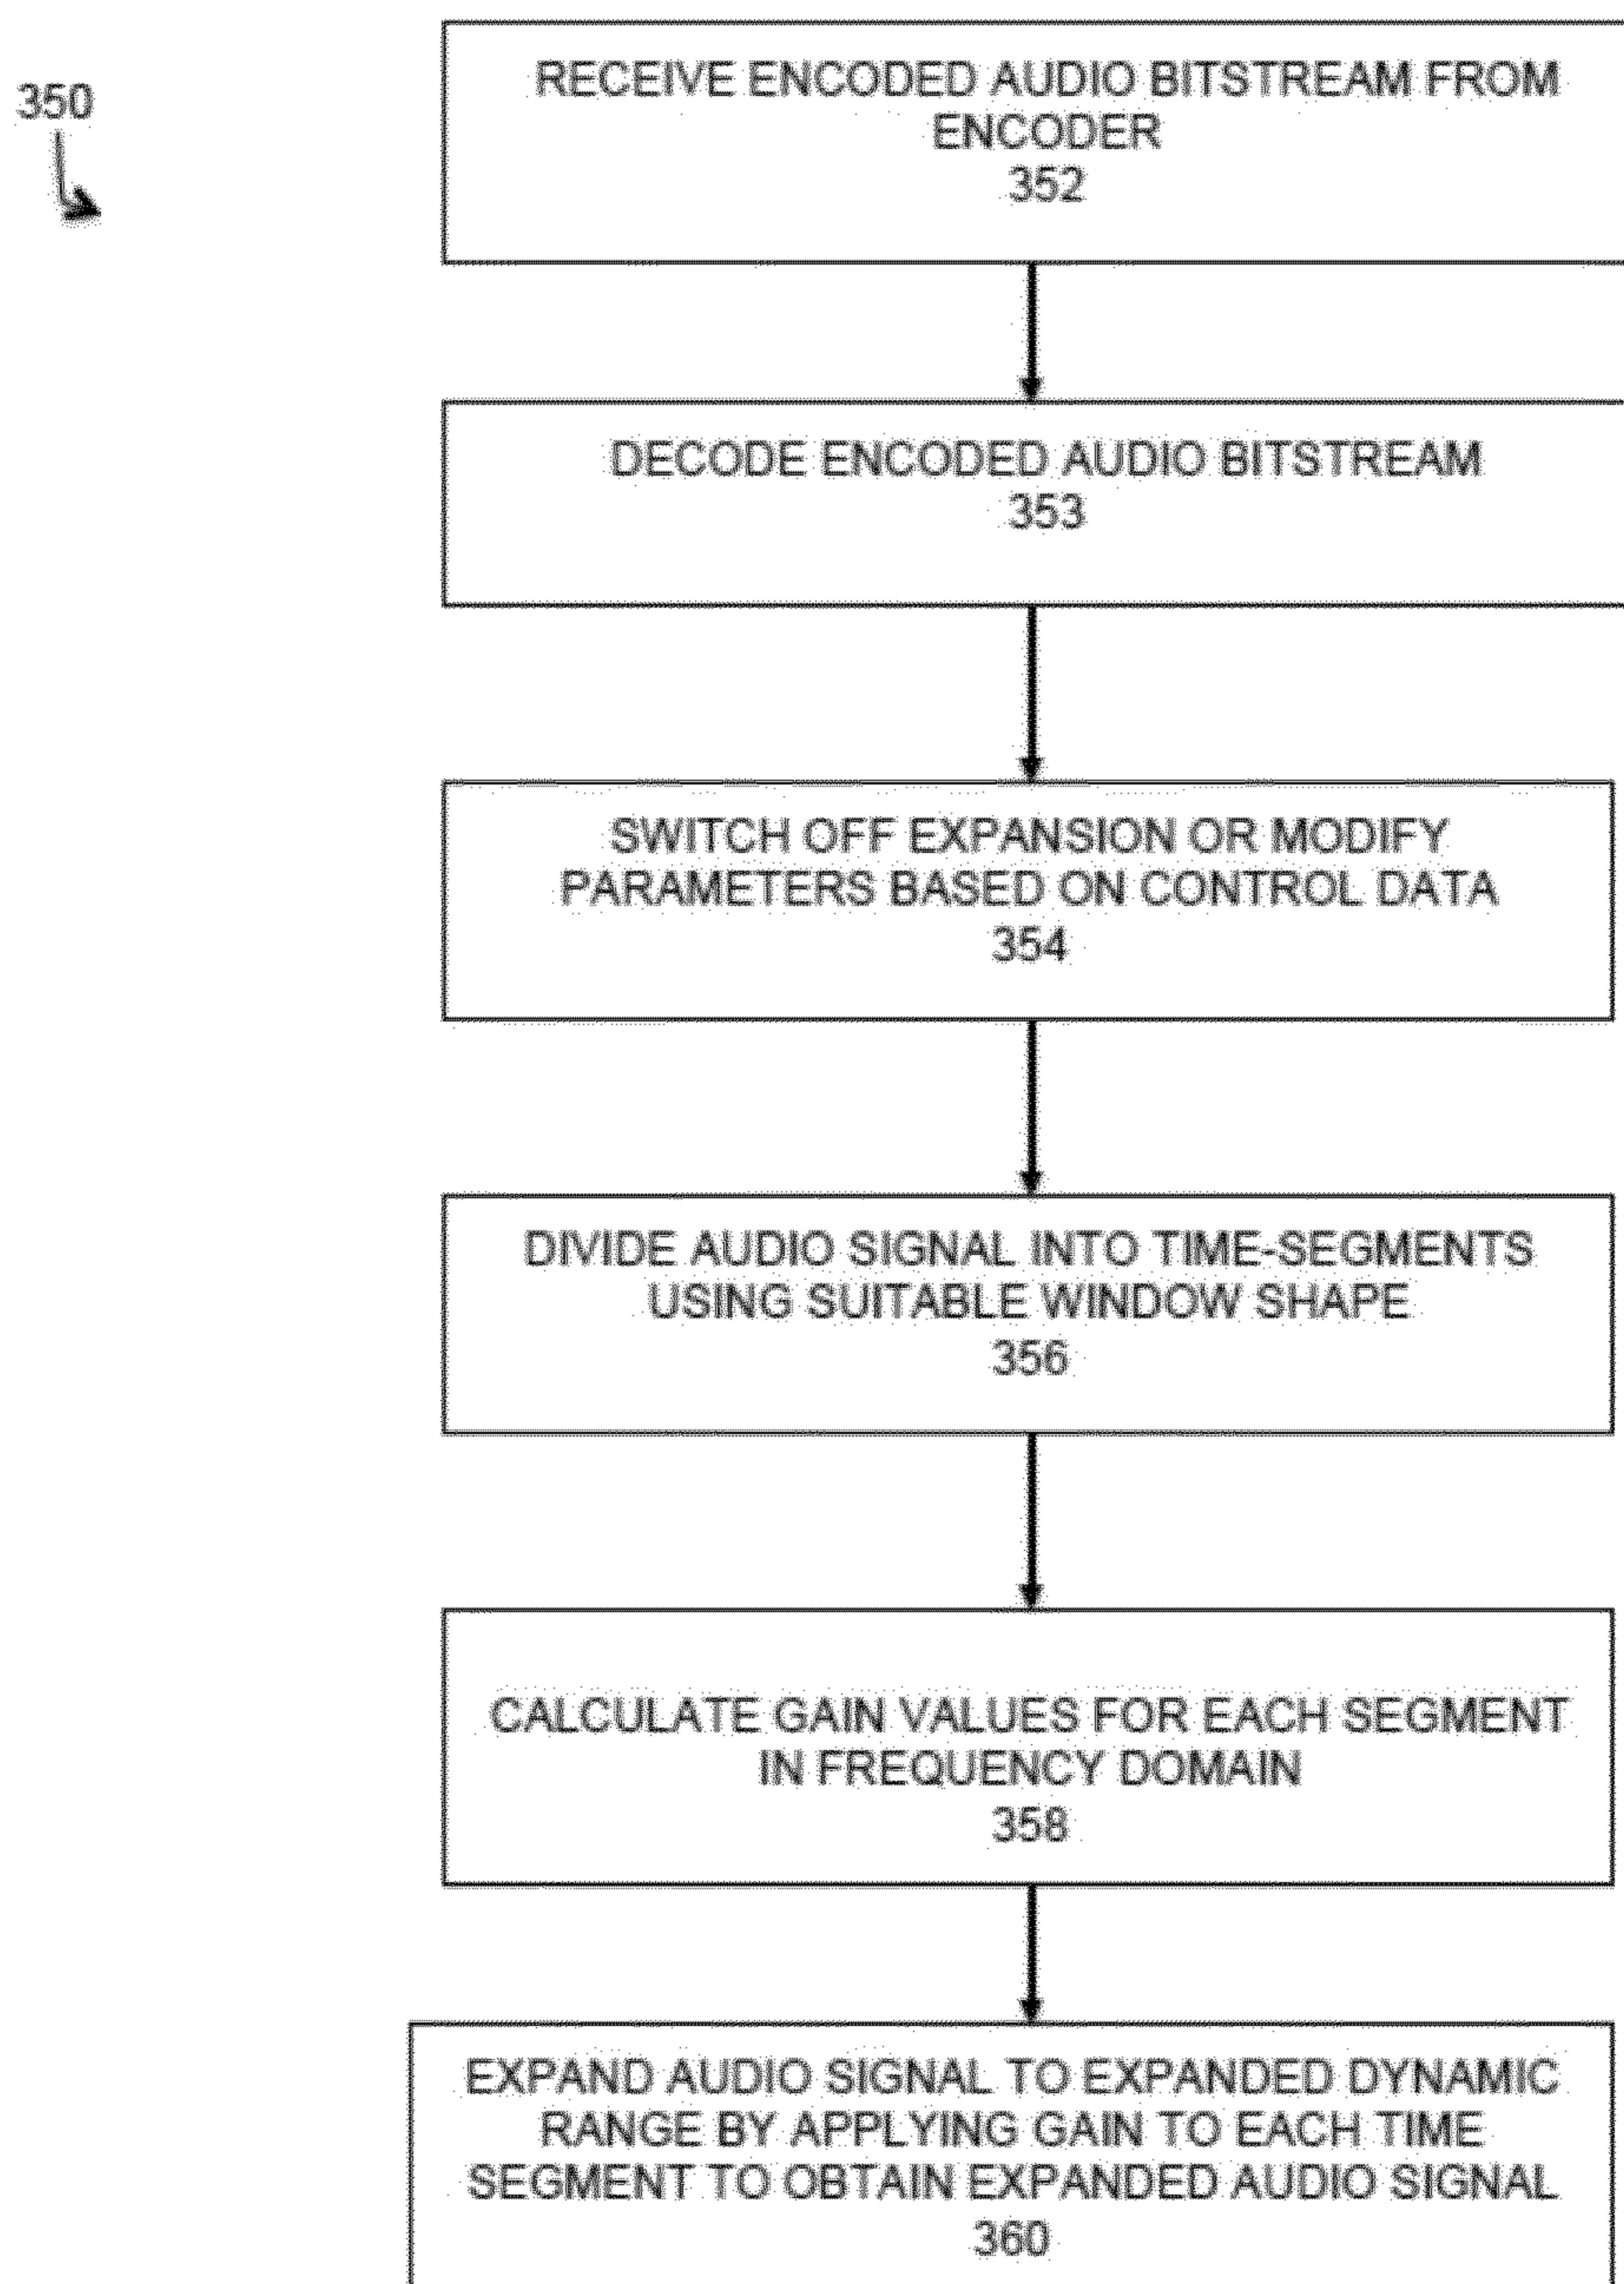 350
RECEIVE ENCODED AUDIO BITSTREAM FROM
ENCODER
352
DECODE ENCODED AUDIO BITSTREAM
353
SWITCH OFF EXPANSION OR MODIFY
PARAMETERS BASED ON CONTROL DATA
354
DIVIDE AUDIO SIGNAL INTO TIME-SEGMENTS
USING SUITABLE WINDOW SHAPE
356
CALCULATE GAIN VALUES FOR EACH SEGMENT
IN FREQUENCY DOMAIN
358
EXPAND AUDIO SIGNAL TO EXPANDED DYNAMIC
RANGE BY APPLYING GAIN TO EACH TIME
SEGMENT TO OBTAIN EXPANDED AUDIO SIGNAL
360